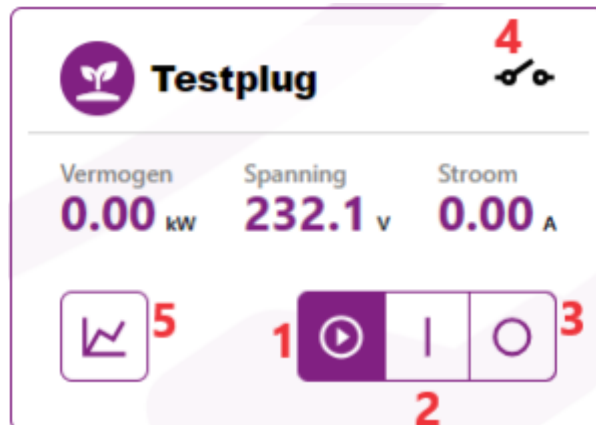 4
Testplug
Vermogen Spanning Stroom
0.00 kW 232.1 V 0.00 A
5 1 3
2